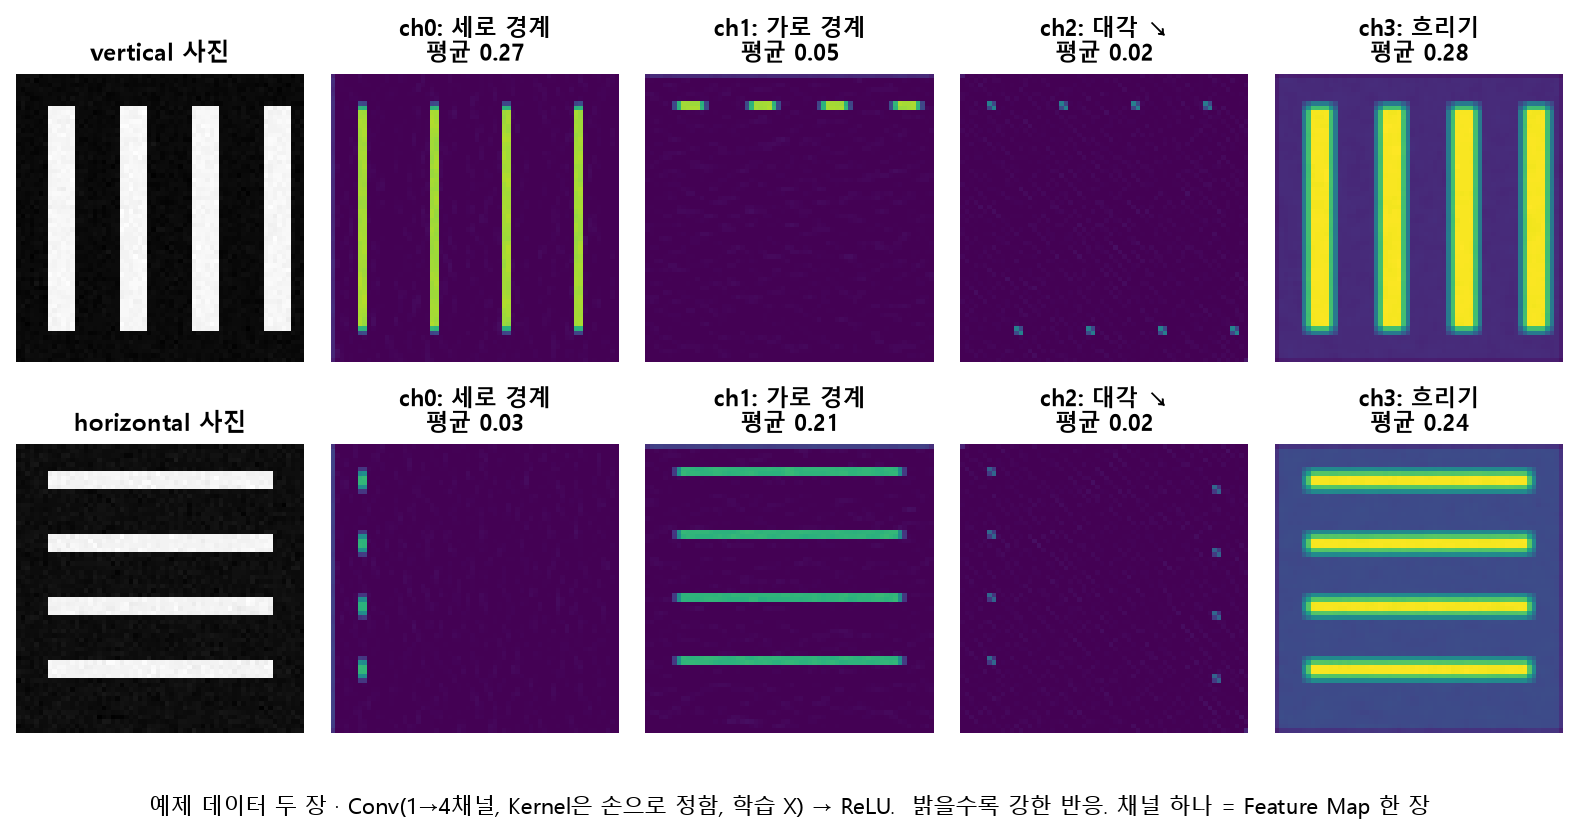 vertical 사진
ch0: 세로 경계
평균 0.27
ch1: 가로 경계
평균 0.05
ch2: 대각 ↘
평균 0.02
ch3: 흐리기
평균 0.28
horizontal 사진
ch0: 세로 경계
평균 0.03
ch1: 가로 경계
평균 0.21
ch2: 대각 ↘
평균 0.02
ch3: 흐리기
평균 0.24
예제 데이터 두 장 · Conv(1→4채널, Kernel은 손으로 정함, 학습 X) → ReLU.  밝을수록 강한 반응. 채널 하나 = Feature Map 한 장